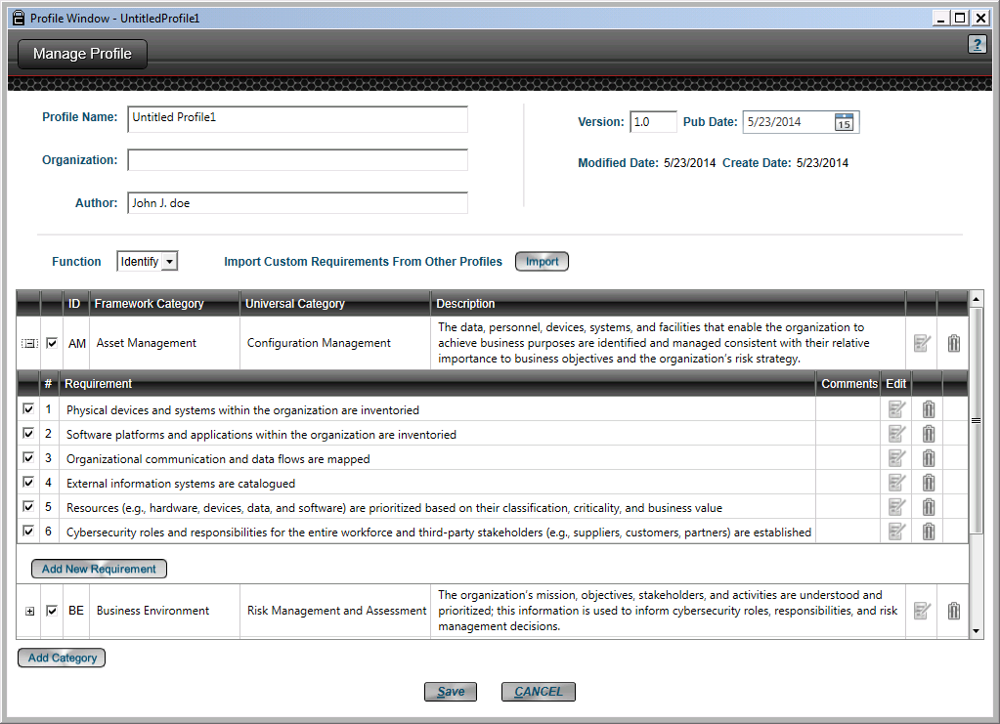 Profile Window - UntitledProfile1
Manage Profile
?
Profile Name: Untitled Profile1
Version: 1.0 Pub Date: 5/23/2014 15
Organization:
Modified Date: 5/23/2014 Create Date: 5/23/2014
Author: John J. doe
Function Identify Import Custom Requirements From Other Profiles Import
ID Framework Category Universal Category Description
AM Asset Management Configuration Management
The data, personnel, devices, systems, and facilities that enable the organization to
achieve business purposes are identified and managed consistent with their relative
importance to business objectives and the organization's risk strategy.
# Requirement Comments Edit
1 Physical devices and systems within the organization are inventoried
2 Software platforms and applications within the organization are inventoried
3 Organizational communication and data flows are mapped
4 External information systems are catalogued
5 Resources (e.g., hardware, devices, data, and software) are prioritized based on their classification, criticality, and business value
6 Cybersecurity roles and responsibilities for the entire workforce and third-party stakeholders (e.g., suppliers, customers, partners) are established
Add New Requirement
BE Business Environment Risk Management and Assessment
The organization's mission, objectives, stakeholders, and activities are understood and
prioritized; this information is used to inform cybersecurity roles, responsibilities, and risk
management decisions.
Add Category
Save CANCEL